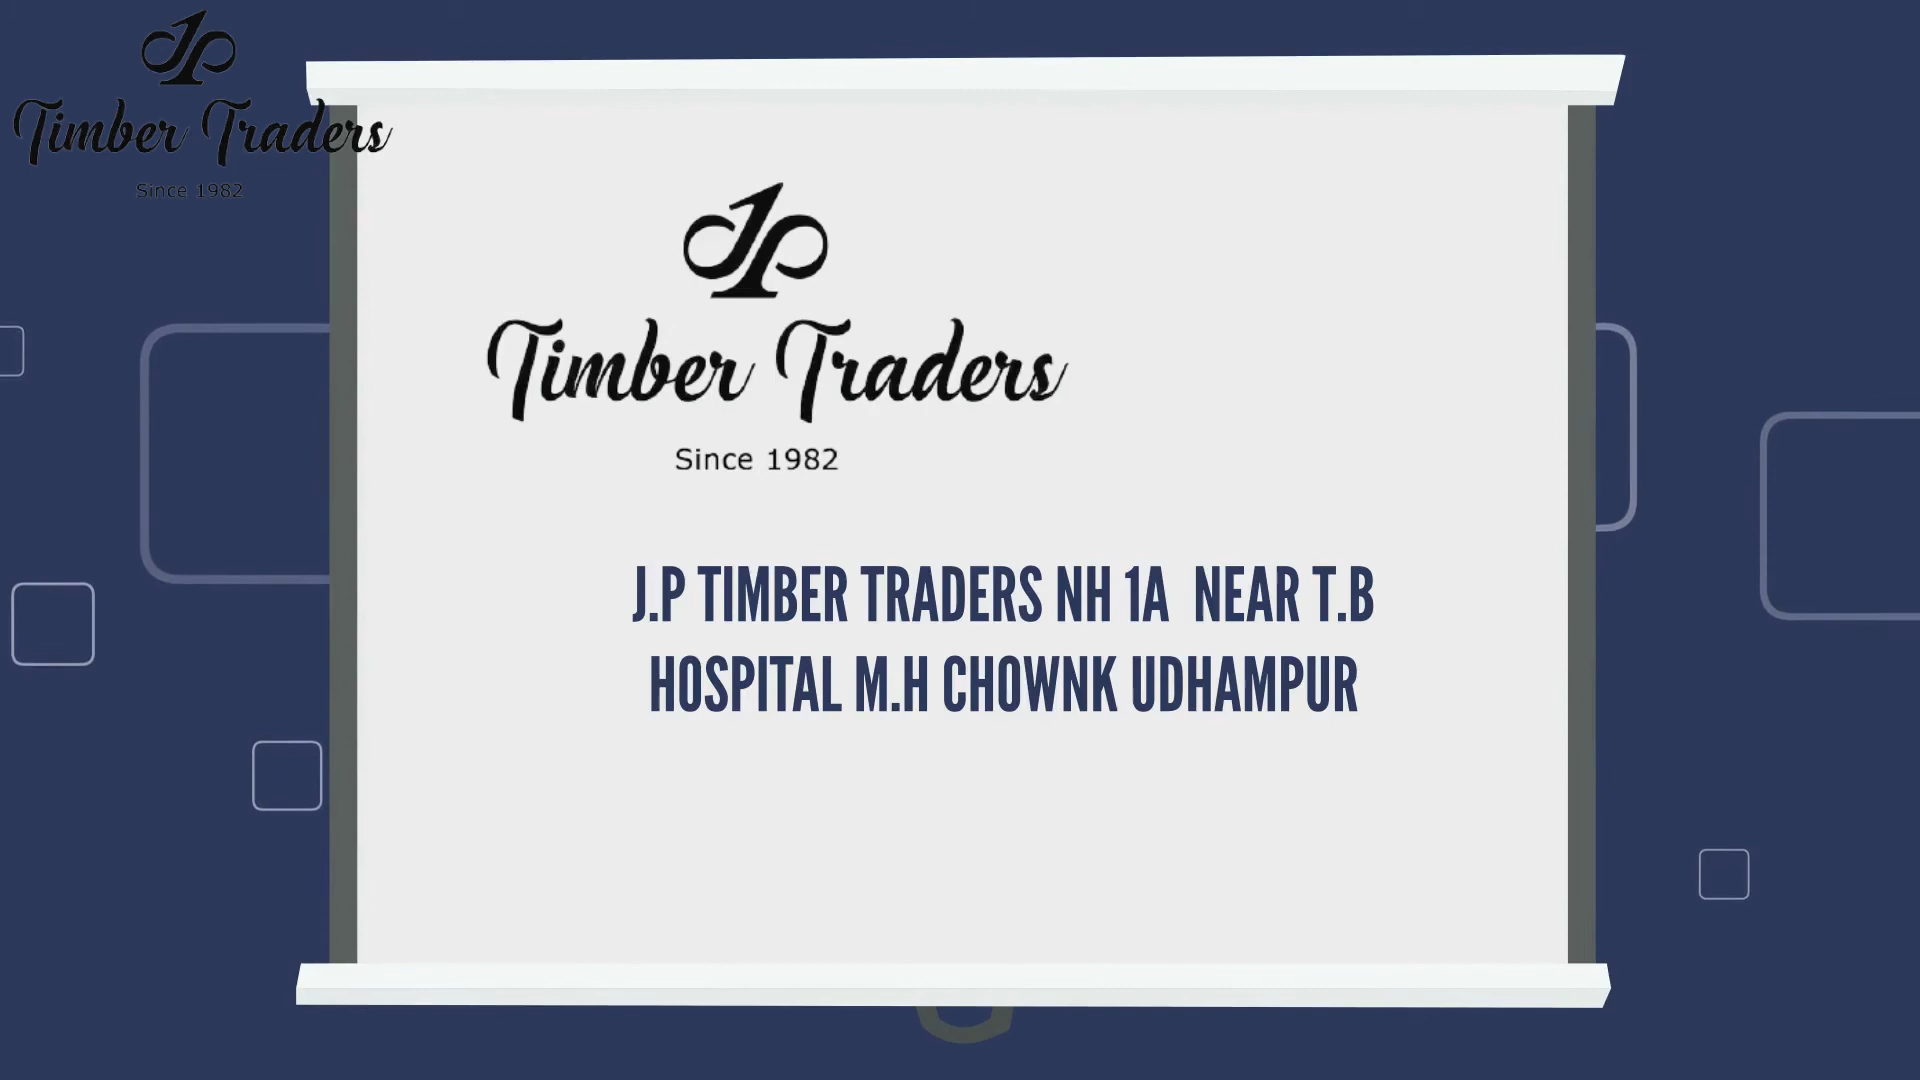 JP
Timber Traders
Since 1982
JP
Timber Traders
Since 1982
J.P TIMBER TRADERS NH 1A NEAR T.B
HOSPITAL M.H CHOWNK UDHAMPUR